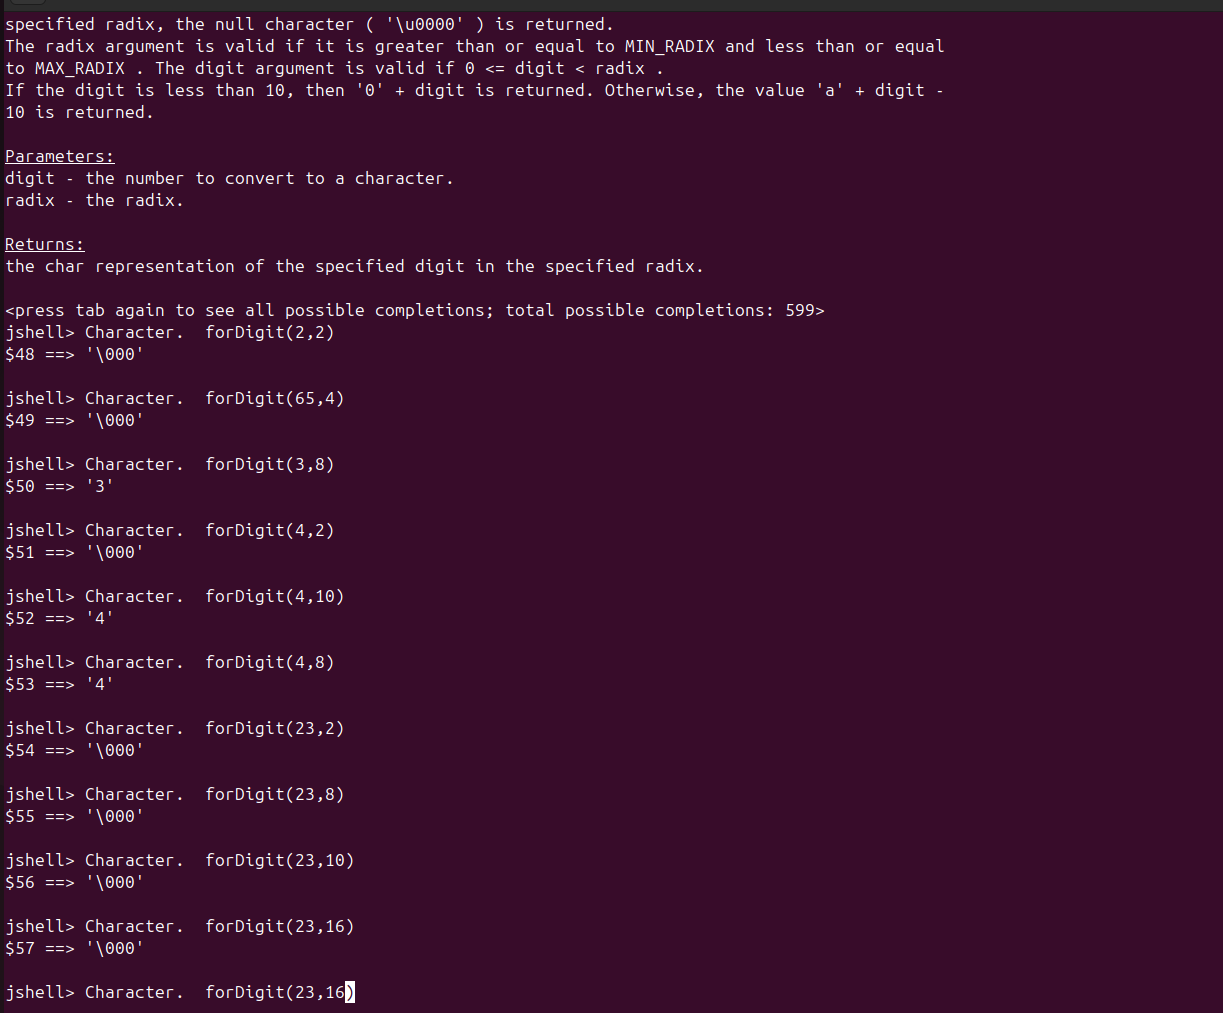 specified radix, the null character ( '\u0000' ) is returned.
The radix argument is valid if it is greater than or equal to MIN_RADIX and less than or equal
to MAX_RADIX . The digit argument is valid if 0 <= digit < radix .
If the digit is less than 10, then '0' + digit is returned. Otherwise, the value 'a' + digit -
10 is returned.

Parameters:
digit - the number to convert to a character.
radix - the radix.

Returns:
the char representation of the specified digit in the specified radix.

<press tab again to see all possible completions; total possible completions: 599>
jshell> Character.  forDigit(2,2)
$48 ==> '\000'

jshell> Character.  forDigit(65,4)
$49 ==> '\000'

jshell> Character.  forDigit(3,8)
$50 ==> '3'

jshell> Character.  forDigit(4,2)
$51 ==> '\000'

jshell> Character.  forDigit(4,10)
$52 ==> '4'

jshell> Character.  forDigit(4,8)
$53 ==> '4'

jshell> Character.  forDigit(23,2)
$54 ==> '\000'

jshell> Character.  forDigit(23,8)
$55 ==> '\000'

jshell> Character.  forDigit(23,10)
$56 ==> '\000'

jshell> Character.  forDigit(23,16)
$57 ==> '\000'

jshell> Character.  forDigit(23,16)